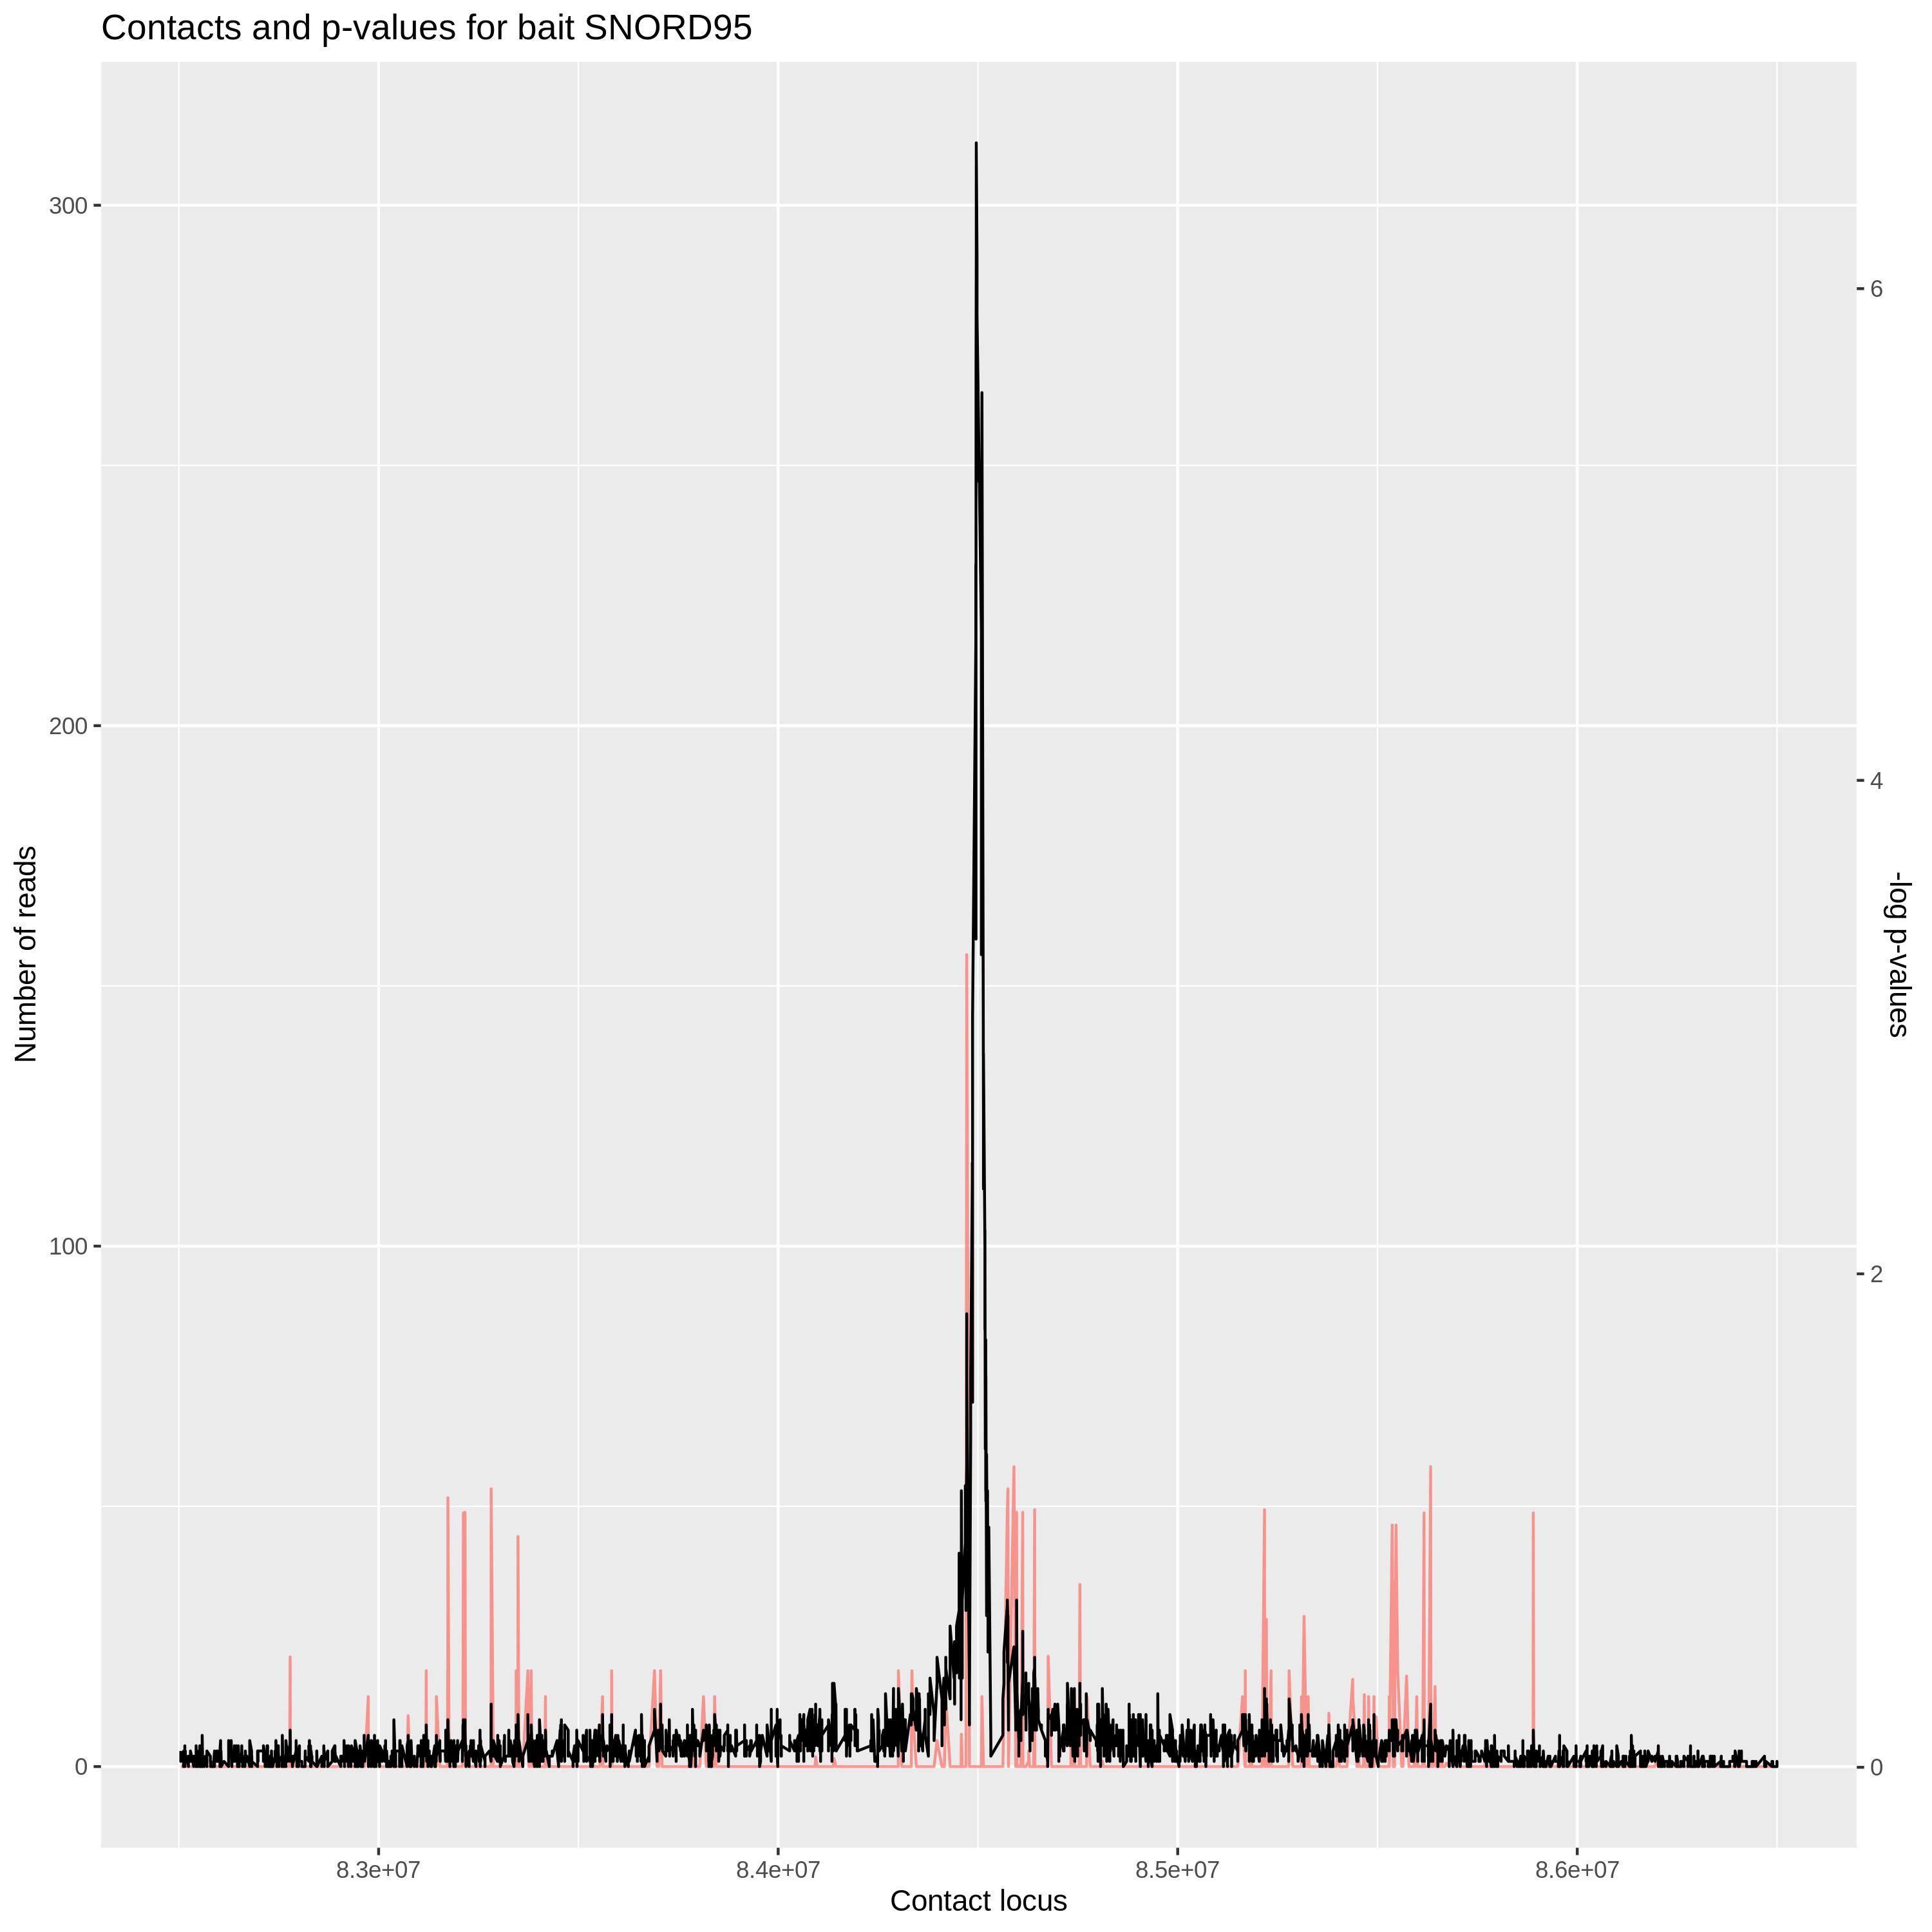 Contacts and p-values for bait SNORD95
300
200
100
0
Number of reads
6
4
2
0
-log p-values
8.3e+07
8.4e+07
8.5e+07
8.6e+07
Contact locus